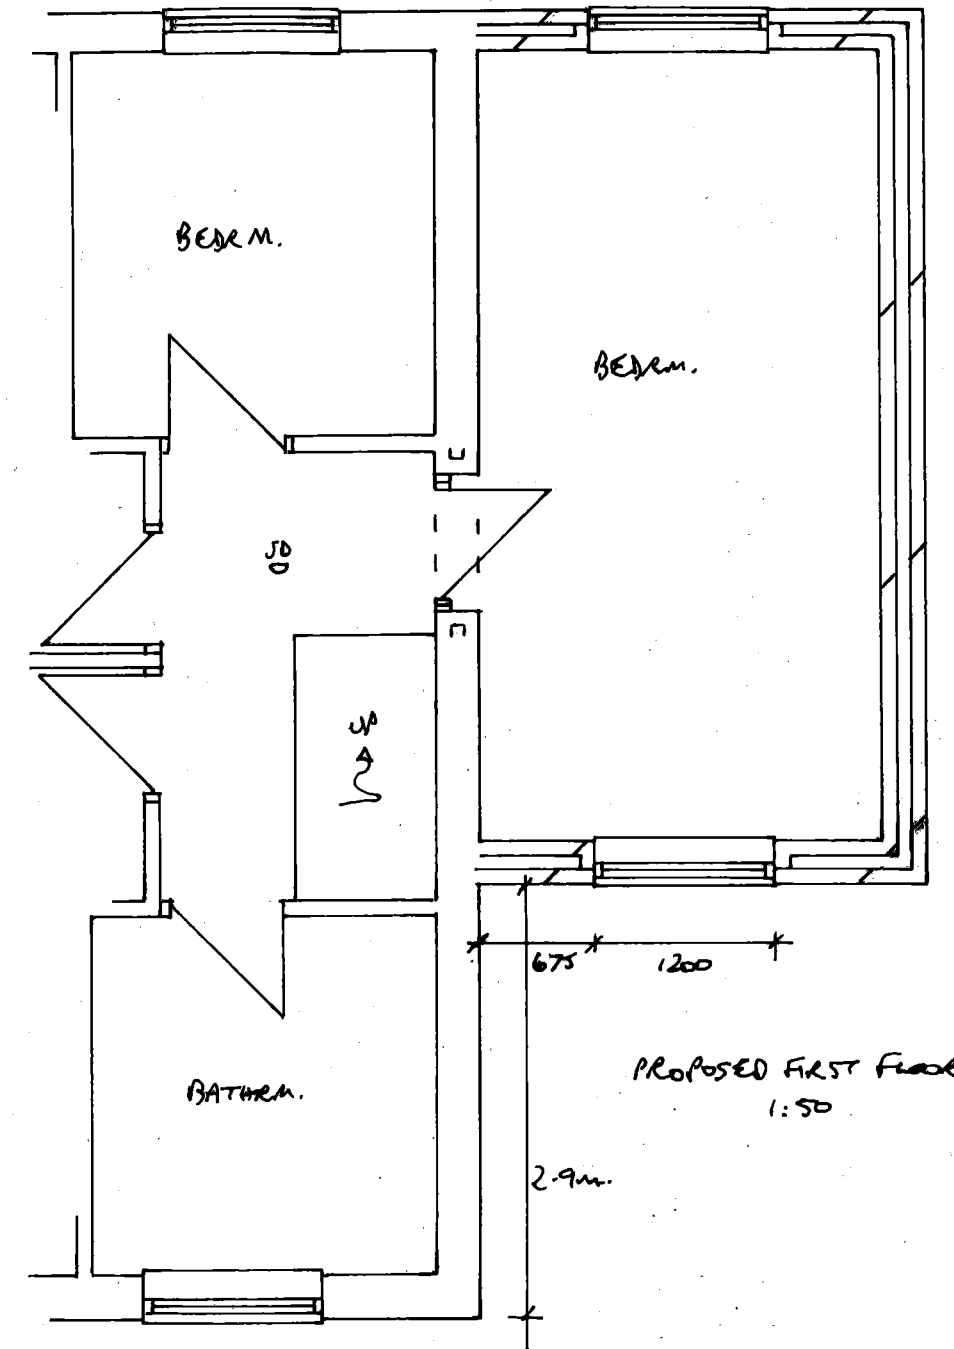 BEDRM.
BEDRM.
SD
UP
675
1200
PROPOSED FIRST FLOOR
1:50
BATHRM.
2.9m.